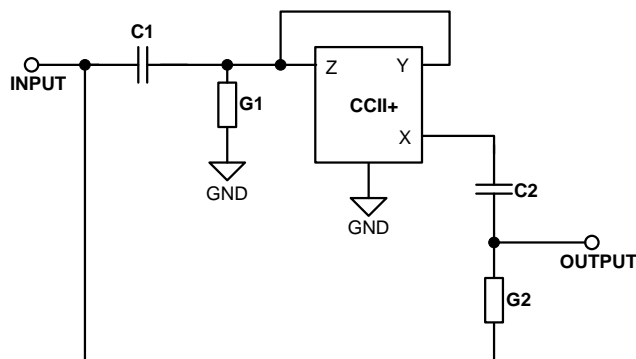 C1
INPUT
Z
Y
G1
CCII+
X
GND
GND
C2
OUTPUT
G2